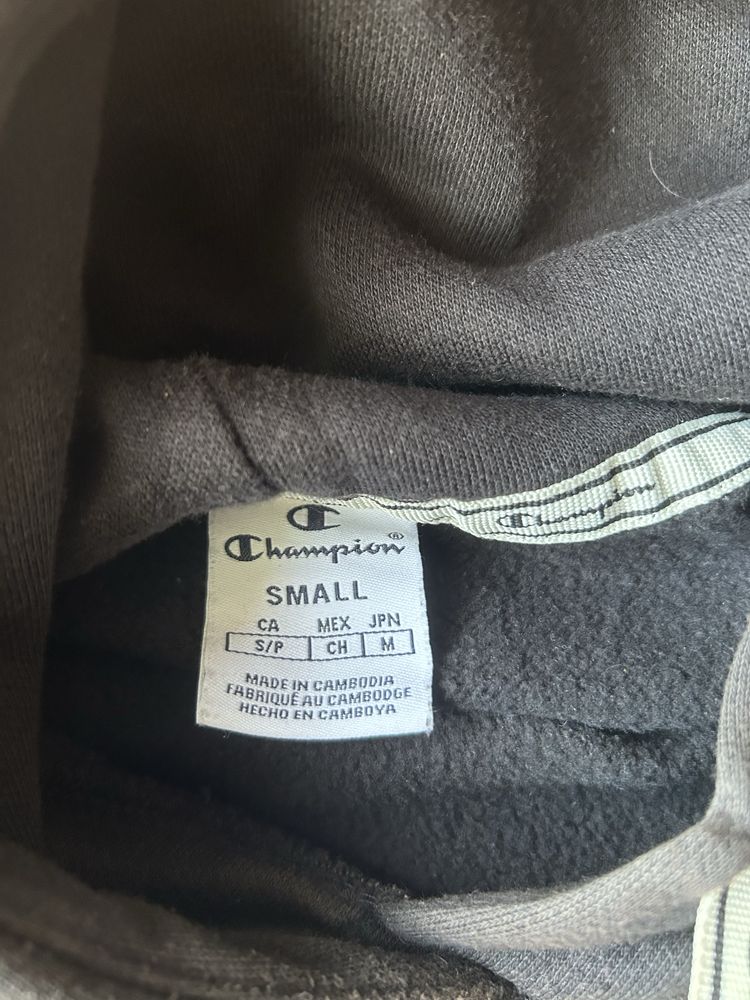 Champion
Champion®
SMALL
CA MEX JPN
S/P CH M
MADE IN CAMBODIA
FABRIQUÉ AU CAMBODGE
HECHO EN CAMBOYA